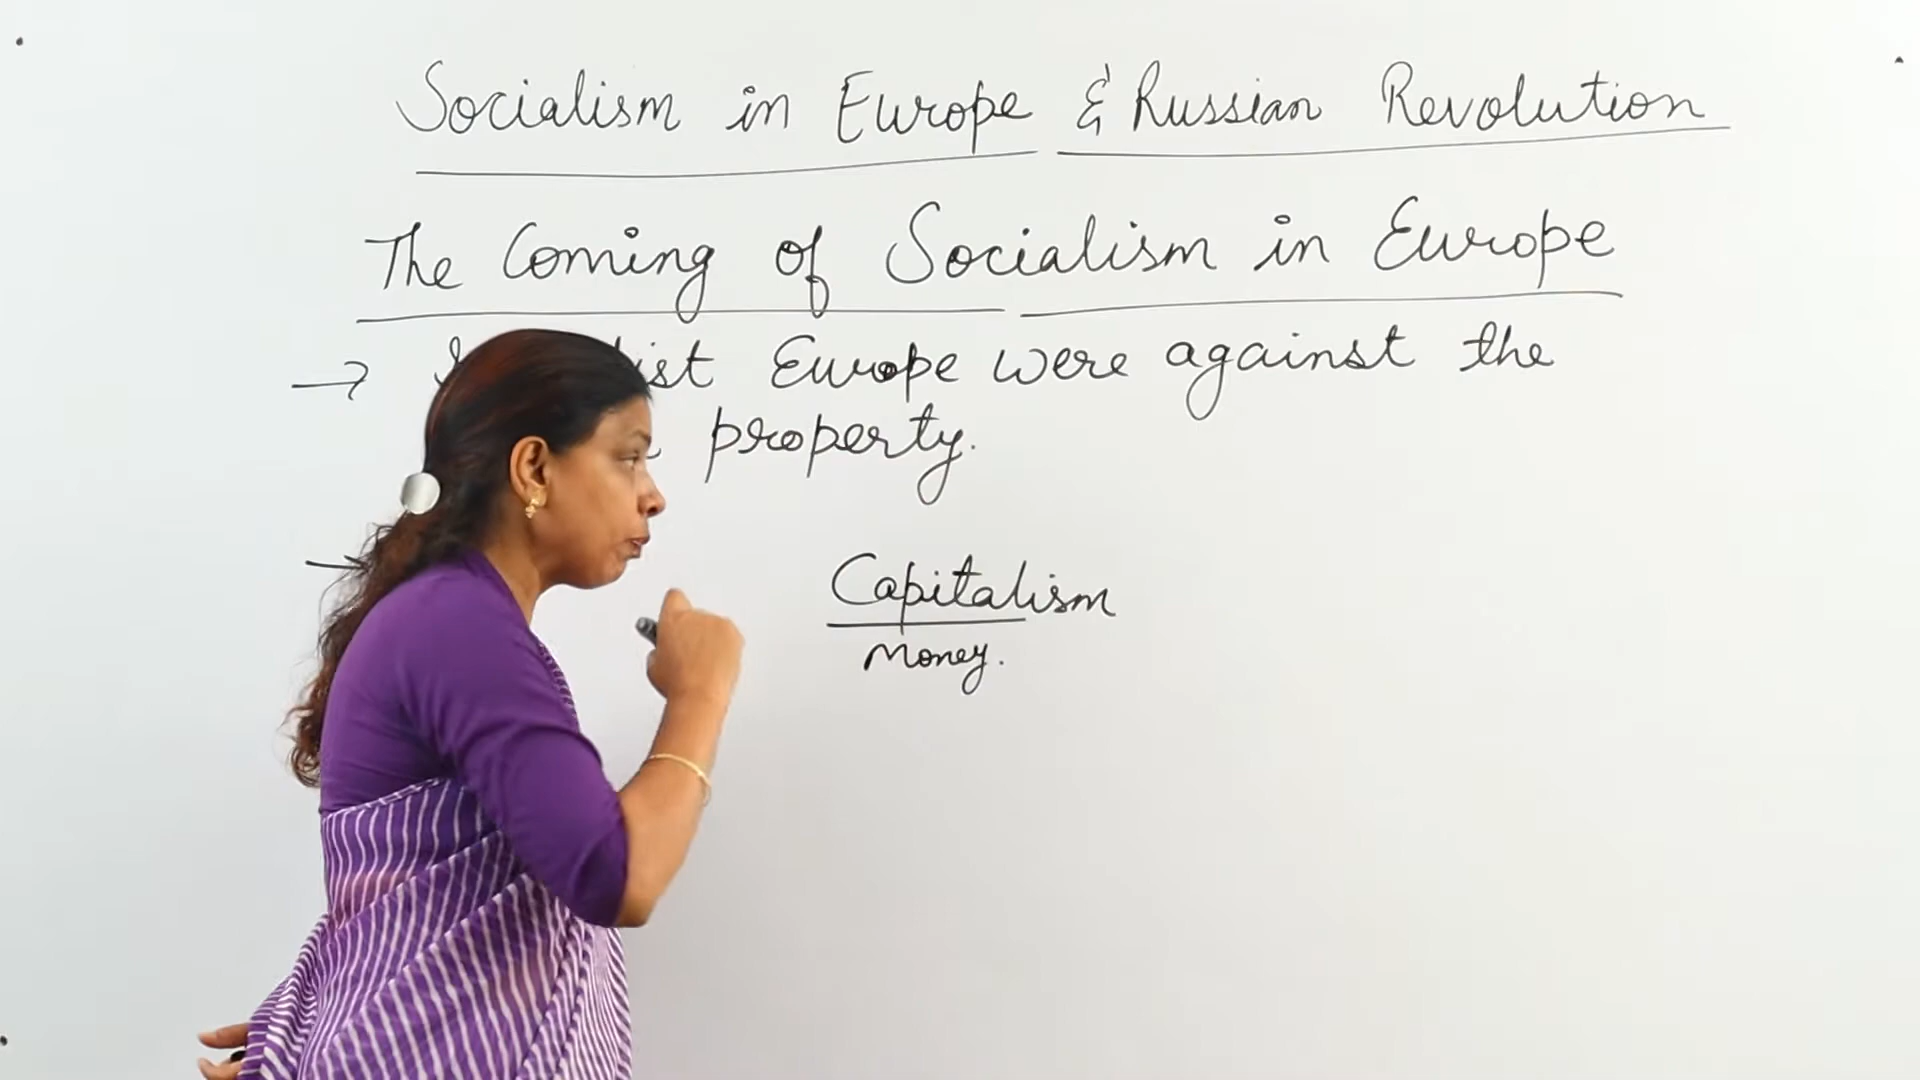 Socialism in Europe & Russian Revolution
The Coming of Socialism in Europe
→ Europe were against the
property.
→
Capitalism
Money.